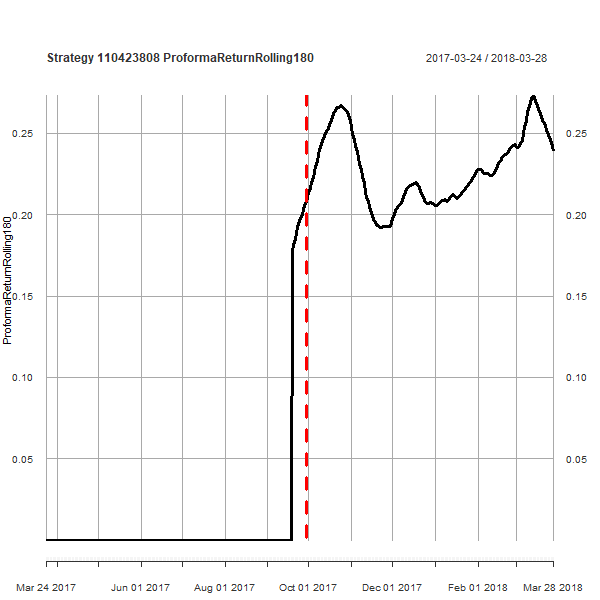 Strategy 110423808 ProformaReturnRolling180 2017-03-24 / 2018-03-28
ProformaReturnRolling180
0.25 0.25
0.20 0.20
0.15 0.15
0.10 0.10
0.05 0.05
Mar 24 2017 Jun 01 2017 Aug 01 2017 Oct 01 2017 Dec 01 2017 Feb 01 2018 Mar 28 2018